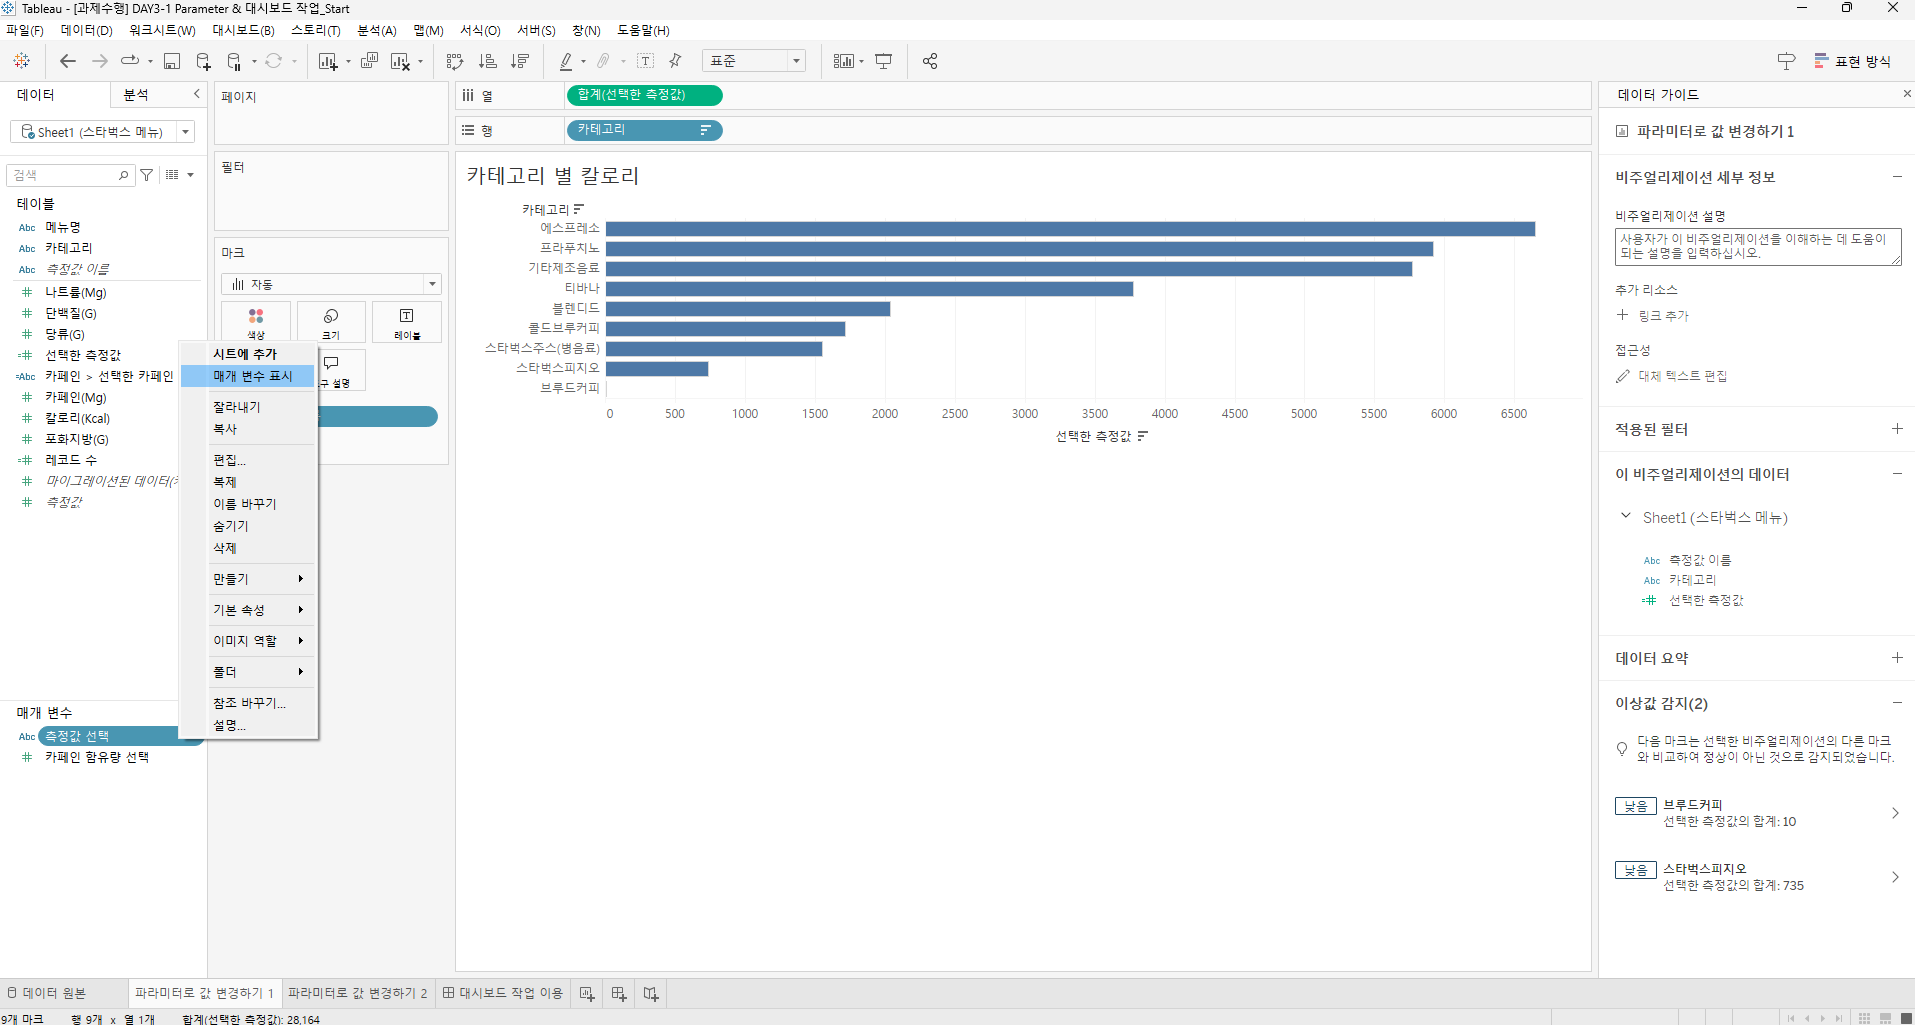 Tableau - [과제수행] DAY3-1 Parameter & 대시보드 작업_Start
파일(F) 데이터(D) 워크시트(W) 대시보드(B) 스토리(T) 분석(A) 맵(M) 서식(O) 서버(S) 창(N) 도움말(H)
표준
표현 방식
데이터 분석
Sheet1 (스타벅스 메뉴)
검색
테이블
Abc 메뉴명
Abc 카테고리
Abc 측정값 이름
# 나트륨(Mg)
# 단백질(G)
# 당류(G)
=# 선택한 측정값
=Abc 카페인 > 선택한 카페인
# 카페인(Mg)
# 칼로리(Kcal)
# 포화지방(G)
=# 레코드 수
# 마이그레이션된 데이터(
# 측정값
매개 변수
Abc 측정값 선택
# 카페인 함유량 선택
시트에 추가
매개 변수 표시
잘라내기
복사
편집...
복제
이름 바꾸기
숨기기
삭제
만들기
기본 속성
이미지 역할
폴더
참조 바꾸기...
설명...
페이지
필터
마크
자동
색상 크기 레이블
구 설명
열 합계(선택한 측정값)
행 카테고리
카테고리 별 칼로리
카테고리
에스프레소
프라푸치노
기타제조음료
티바나
블렌디드
콜드브루커피
스타벅스주스(병음료)
스타벅스피지오
브루드커피
0 500 1000 1500 2000 2500 3000 3500 4000 4500 5000 5500 6000 6500
선택한 측정값
데이터 가이드
파라미터로 값 변경하기 1
비주얼리제이션 세부 정보
비주얼리제이션 설명
사용자가 이 비주얼리제이션을 이해하는 데 도움이
되는 설명을 입력하십시오.
추가 리소스
링크 추가
접근성
대체 텍스트 편집
적용된 필터
이 비주얼리제이션의 데이터
Sheet1 (스타벅스 메뉴)
Abc 측정값 이름
Abc 카테고리
=# 선택한 측정값
데이터 요약
이상값 감지(2)
다음 마크는 선택한 비주얼리제이션의 다른 마크
와 비교하여 정상이 아닌 것으로 감지되었습니다.
낮음 브루드커피
선택한 측정값의 합계: 10
낮음 스타벅스피지오
선택한 측정값의 합계: 735
데이터 원본 파라미터로 값 변경하기 1 파라미터로 값 변경하기 2 대시보드 작업 이용
9개 마크 행 9개 x 열 1개 합계(선택한 측정값): 28,164